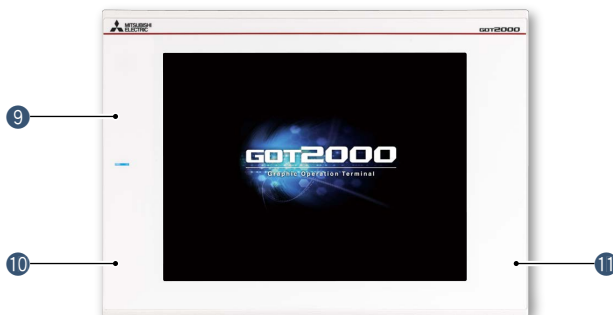 MITSUBISHI
ELECTRIC
GOT2000
9
GOT2000
Graphic Operation Terminal
10
11